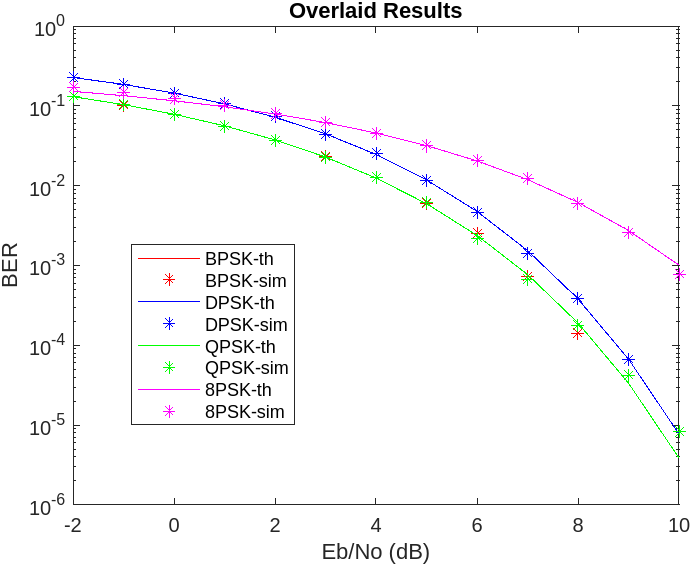 Overlaid Results
10^0
10^-1
10^-2
10^-3
10^-4
10^-5
10^-6
BER
BPSK-th
BPSK-sim
DPSK-th
DPSK-sim
QPSK-th
QPSK-sim
8PSK-th
8PSK-sim
-2 0 2 4 6 8 10
Eb/No (dB)